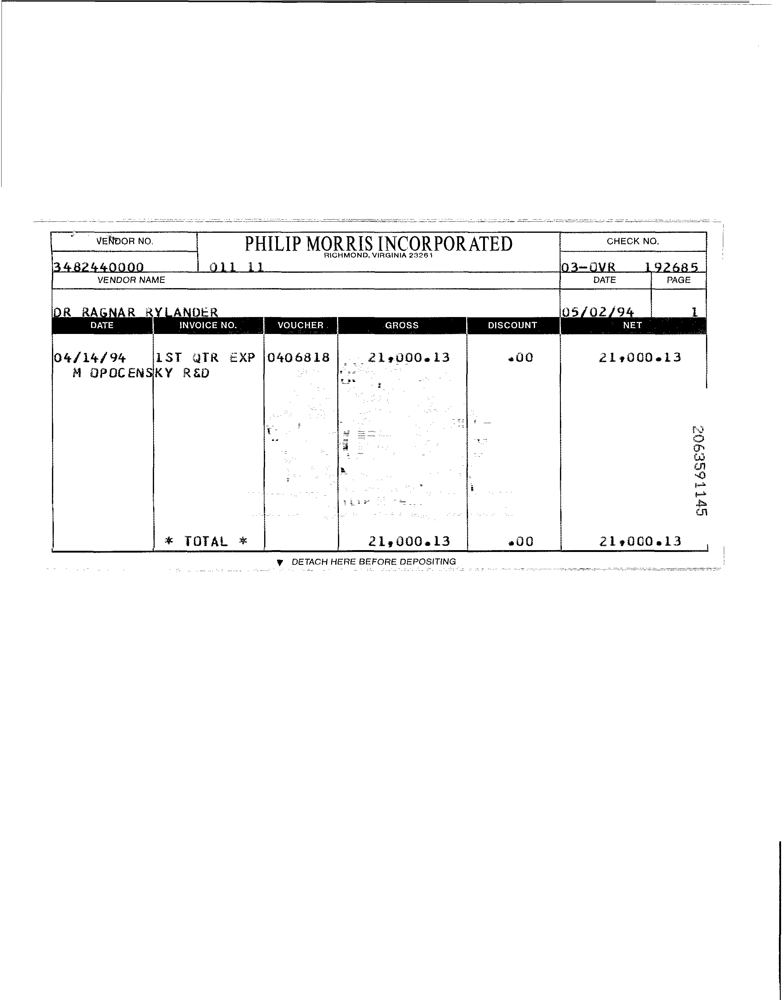 VENDOR NO. PHILIP MORRIS INCORPORATED CHECK NO.
RICHMOND, VIRGINIA 23261
3482440000 011 11 03-OVR 192685
VENDOR NAME DATE PAGE
DR RAGNAR RYLANDER 05/02/94 1
DATE INVOICE NO. VOUCHER GROSS DISCOUNT NET
04/14/94 1ST QTR EXP 0406818 21,000.13 .00 21,000.13
M OPOCENSKY R&D
2063591145
* TOTAL * 21,000.13 .00 21,000.13
▼ DETACH HERE BEFORE DEPOSITING